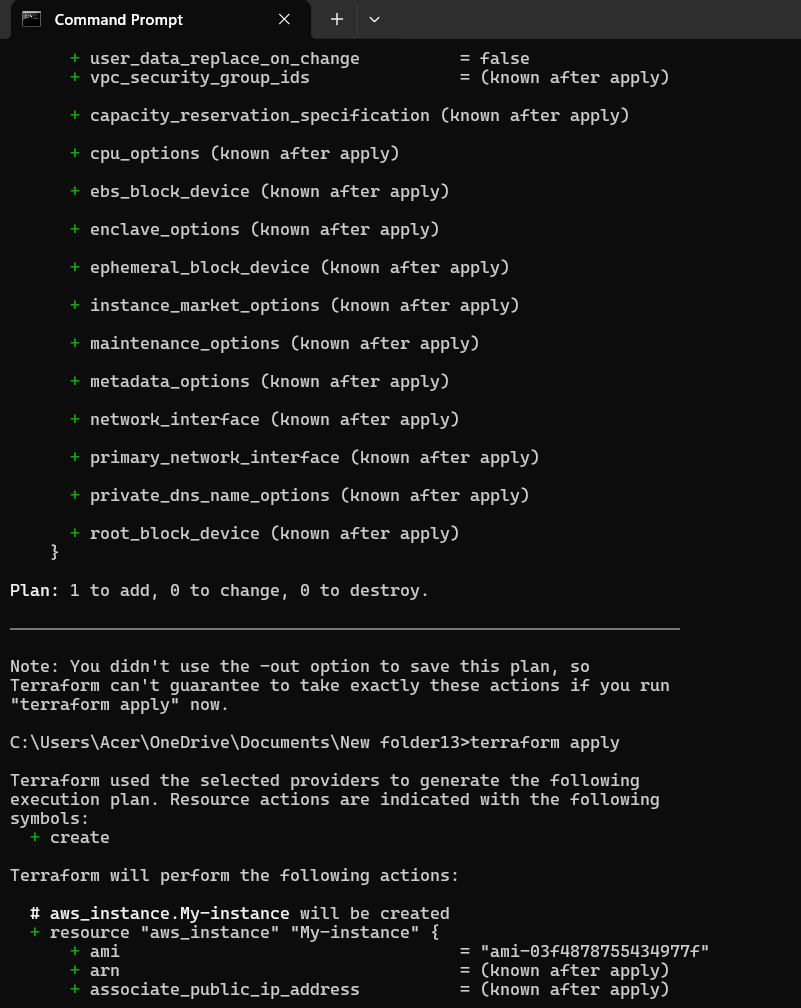 Command Prompt
+ user_data_replace_on_change = false
+ vpc_security_group_ids = (known after apply)
+ capacity_reservation_specification (known after apply)
+ cpu_options (known after apply)
+ ebs_block_device (known after apply)
+ enclave_options (known after apply)
+ ephemeral_block_device (known after apply)
+ instance_market_options (known after apply)
+ maintenance_options (known after apply)
+ metadata_options (known after apply)
+ network_interface (known after apply)
+ primary_network_interface (known after apply)
+ private_dns_name_options (known after apply)
+ root_block_device (known after apply)
}
Plan: 1 to add, 0 to change, 0 to destroy.
Note: You didn't use the -out option to save this plan, so
Terraform can't guarantee to take exactly these actions if you run
"terraform apply" now.
C:\Users\Acer\OneDrive\Documents\New folder13>terraform apply
Terraform used the selected providers to generate the following
execution plan. Resource actions are indicated with the following
symbols:
+ create
Terraform will perform the following actions:
# aws_instance.My-instance will be created
+ resource "aws_instance" "My-instance" {
+ ami = "ami-03f4878755434977f"
+ arn = (known after apply)
+ associate_public_ip_address = (known after apply)